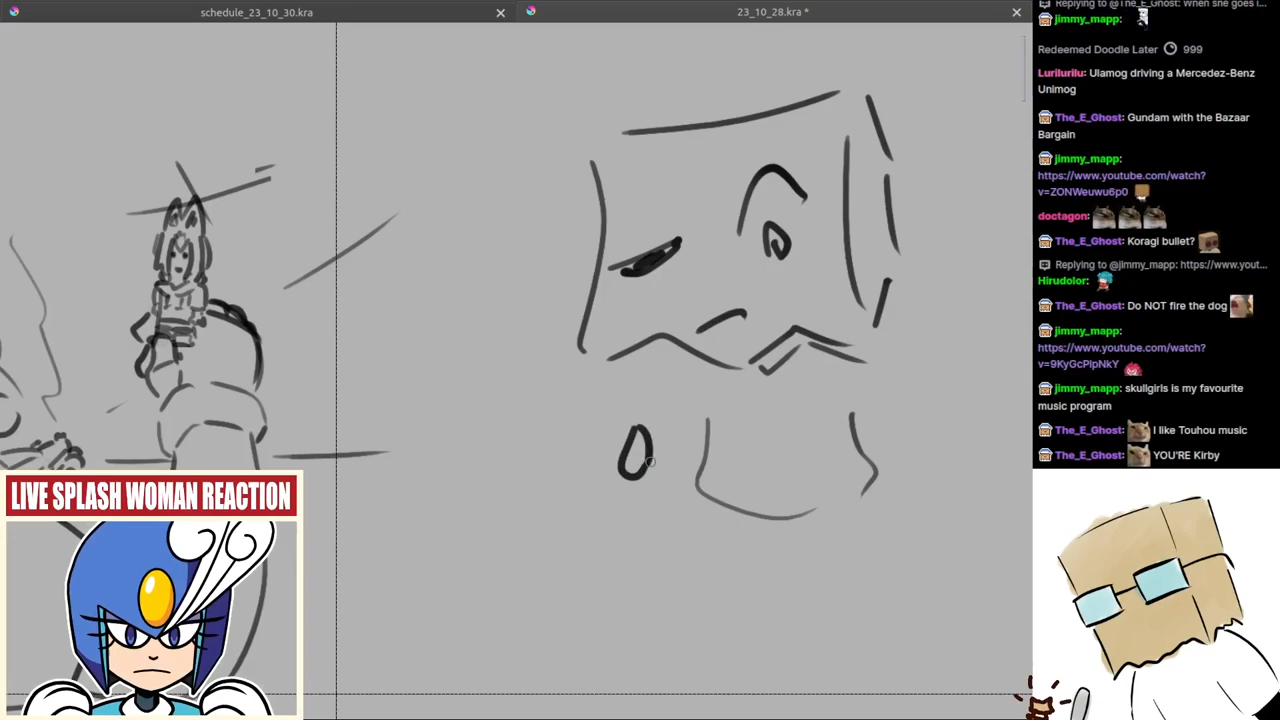 schedule_23_10_30.kra
23_10_28.kra *
Replying to @The_E_Ghost: When she goes i...
jimmy_mapp:
Redeemed Doodle Later 999
Lurilurilu: Ulamog driving a Mercedez-Benz
Unimog
The_E_Ghost: Gundam with the Bazaar
Bargain
jimmy_mapp:
https://www.youtube.com/watch?
v=ZONWeuwu6p0
doctagon:
The_E_Ghost: Koragi bullet?
Replying to @jimmy_mapp: https://www.yout...
Hirudolor:
The_E_Ghost: Do NOT fire the dog
jimmy_mapp:
https://www.youtube.com/watch?
v=9KyGcPlpNkY
jimmy_mapp: skullgirls is my favourite
music program
The_E_Ghost: I like Touhou music
The_E_Ghost: YOU'RE Kirby
LIVE SPLASH WOMAN REACTION